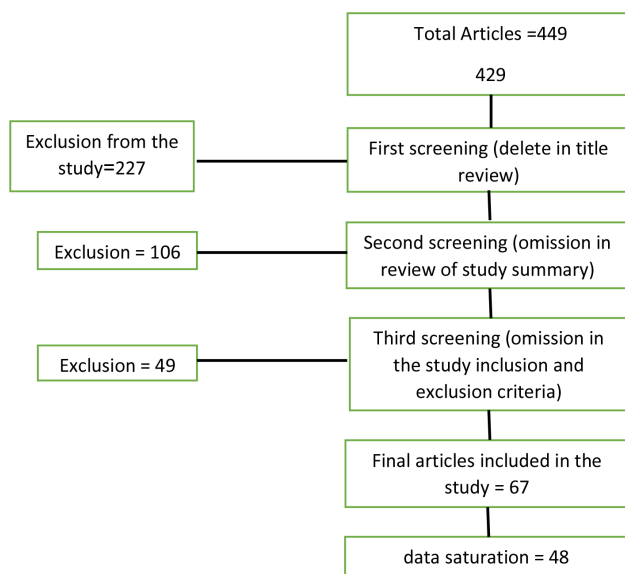 Total Articles =449
429
Exclusion from the
study=227
First screening (delete in title
review)
Exclusion = 106
Second screening (omission in
review of study summary)
Exclusion = 49
Third screening (omission in
the study inclusion and
exclusion criteria)
Final articles included in the
study = 67
data saturation = 48